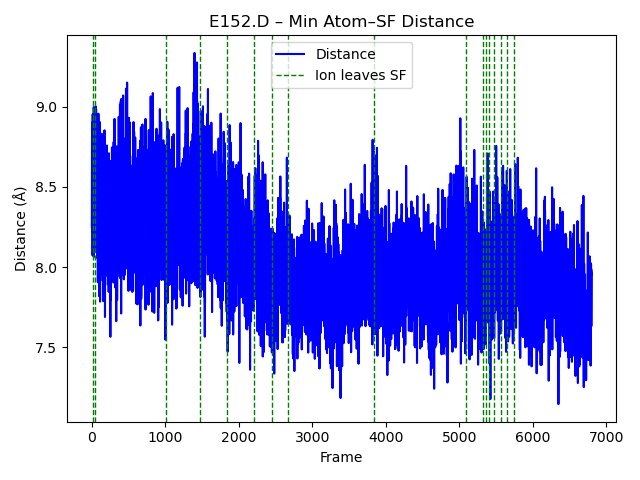 E152.D – Min Atom–SF Distance
Distance
Ion leaves SF
Distance (Å)
9.0
8.5
8.0
7.5
0 1000 2000 3000 4000 5000 6000 7000
Frame